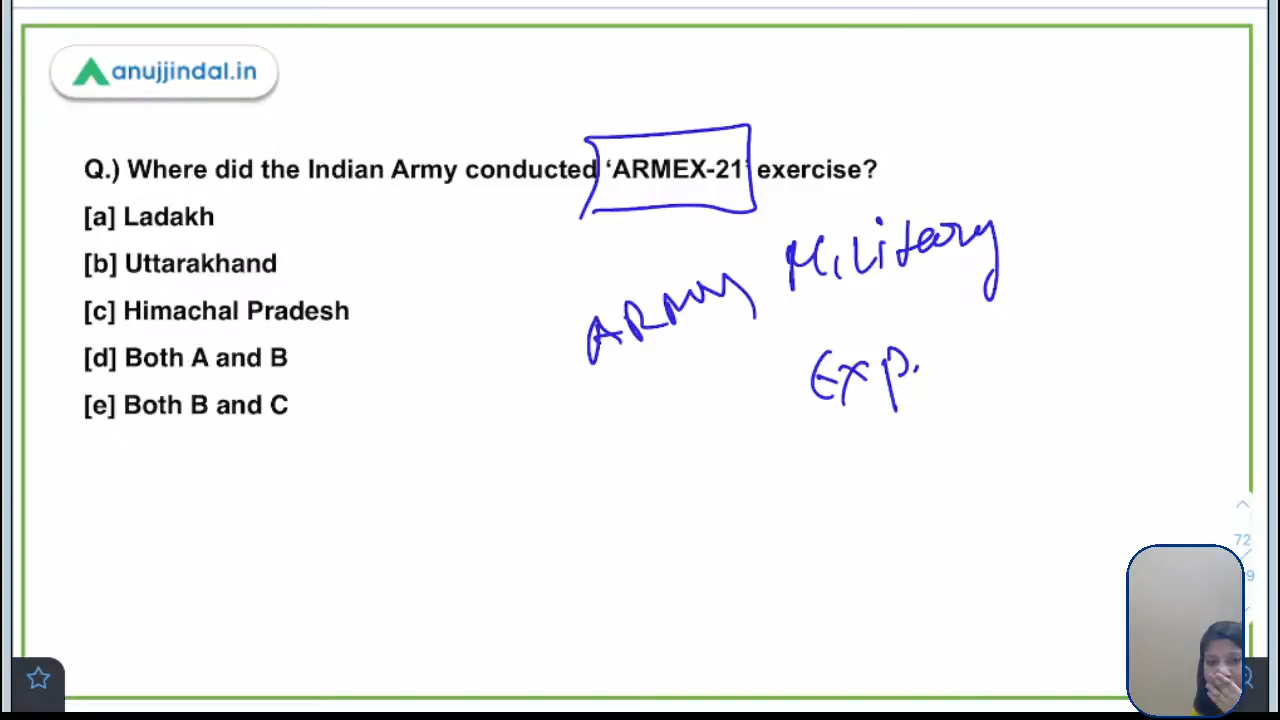 anujjindal.in
Q.) Where did the Indian Army conducted ‘ARMEX-21’ exercise?
[a] Ladakh
[b] Uttarakhand
[c] Himachal Pradesh
[d] Both A and B
[e] Both B and C
ARMY Military
Exp.
72